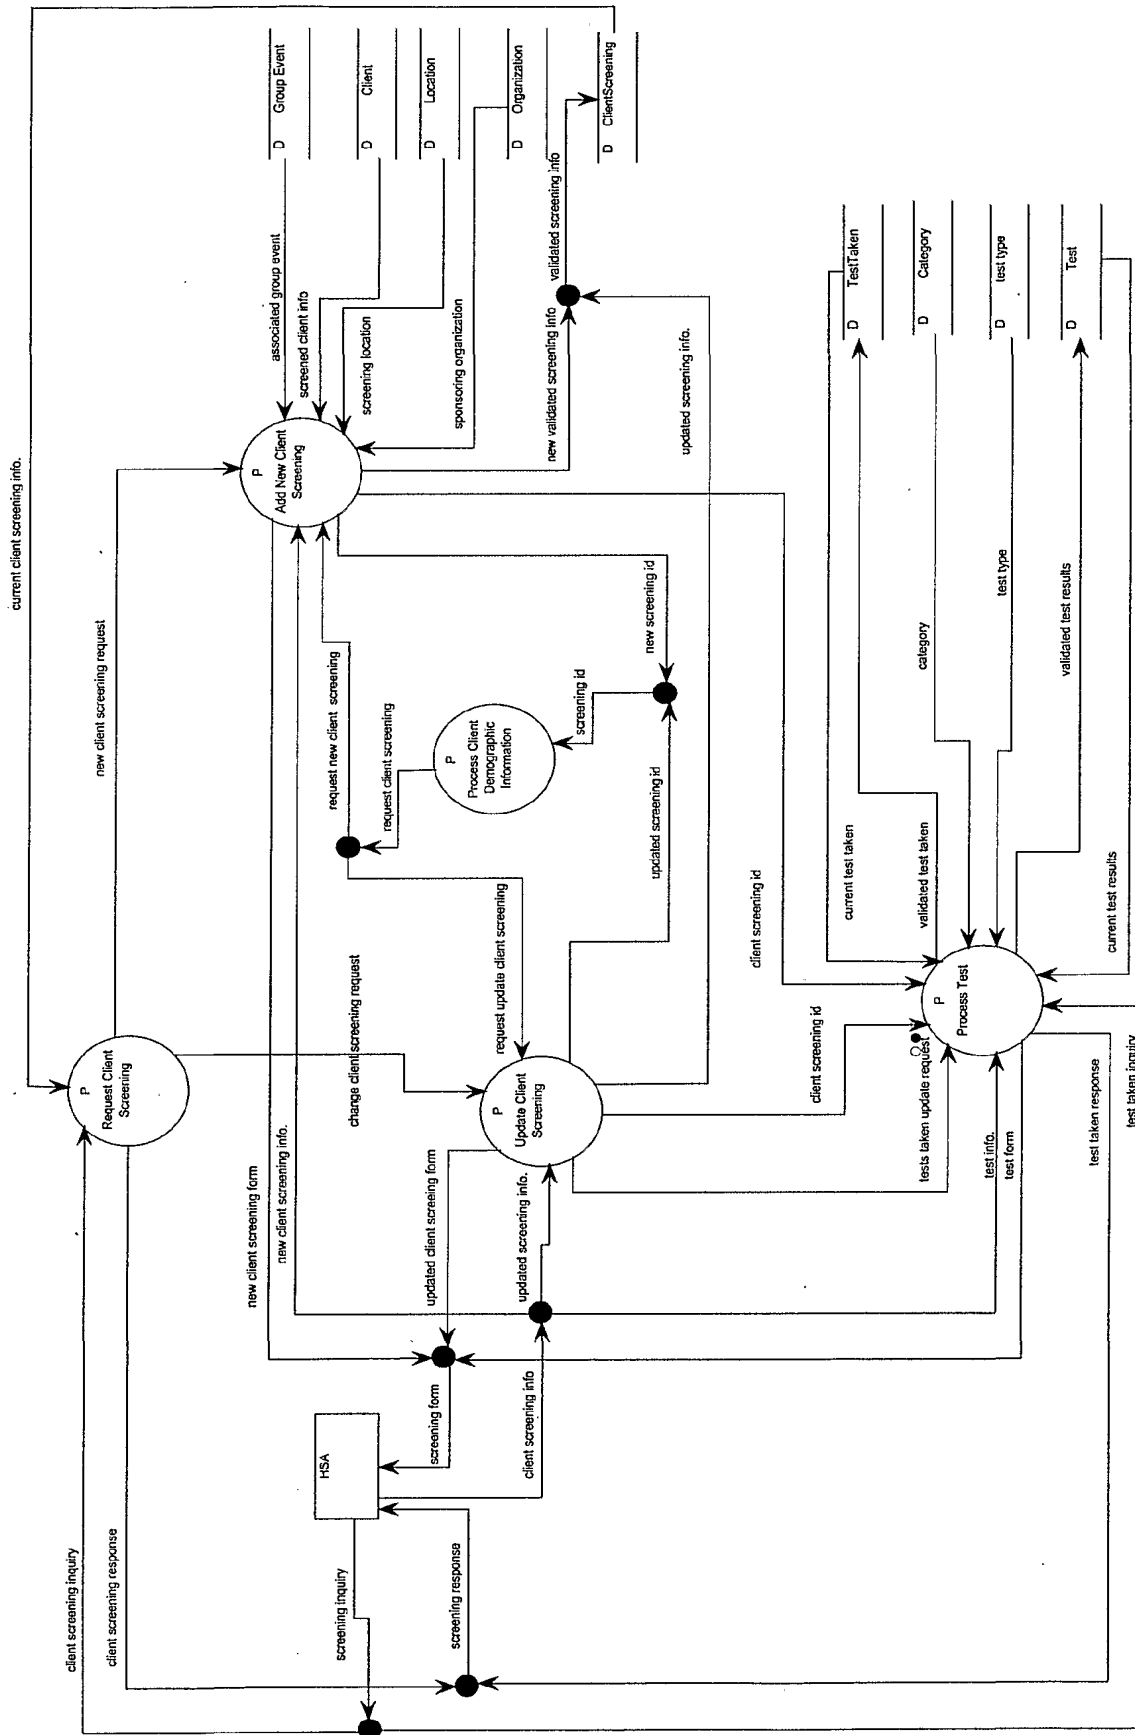 current client screening info.
new client screening request
P
Request Client
Screening
client screening inquiry
client screening response
change client screening request
new client screening form
new client screening info.
P
Add New Client
Screening
associated group event
screened client info
screening location
sponsoring organization
new validated screening info
validated screening info
updated screening info.
D Group Event
D Client
D Location
D Organization
D ClientScreening
request new client screening
request client screening
P
Process Client
Demographic
Information
screening id
new screening id
updated screening id
request update client screening
P
Update Client
Screening
updated client screeing form
updated screening info.
HSA
screening form
client screening info
screening inquiry
screening response
client screening id
client screening id
tests taken update request
test info.
test form
P
Process Test
current test taken
validated test taken
category
test type
validated test results
current test results
D TestTaken
D Category
D test type
D Test
test taken response
test taken inquiry